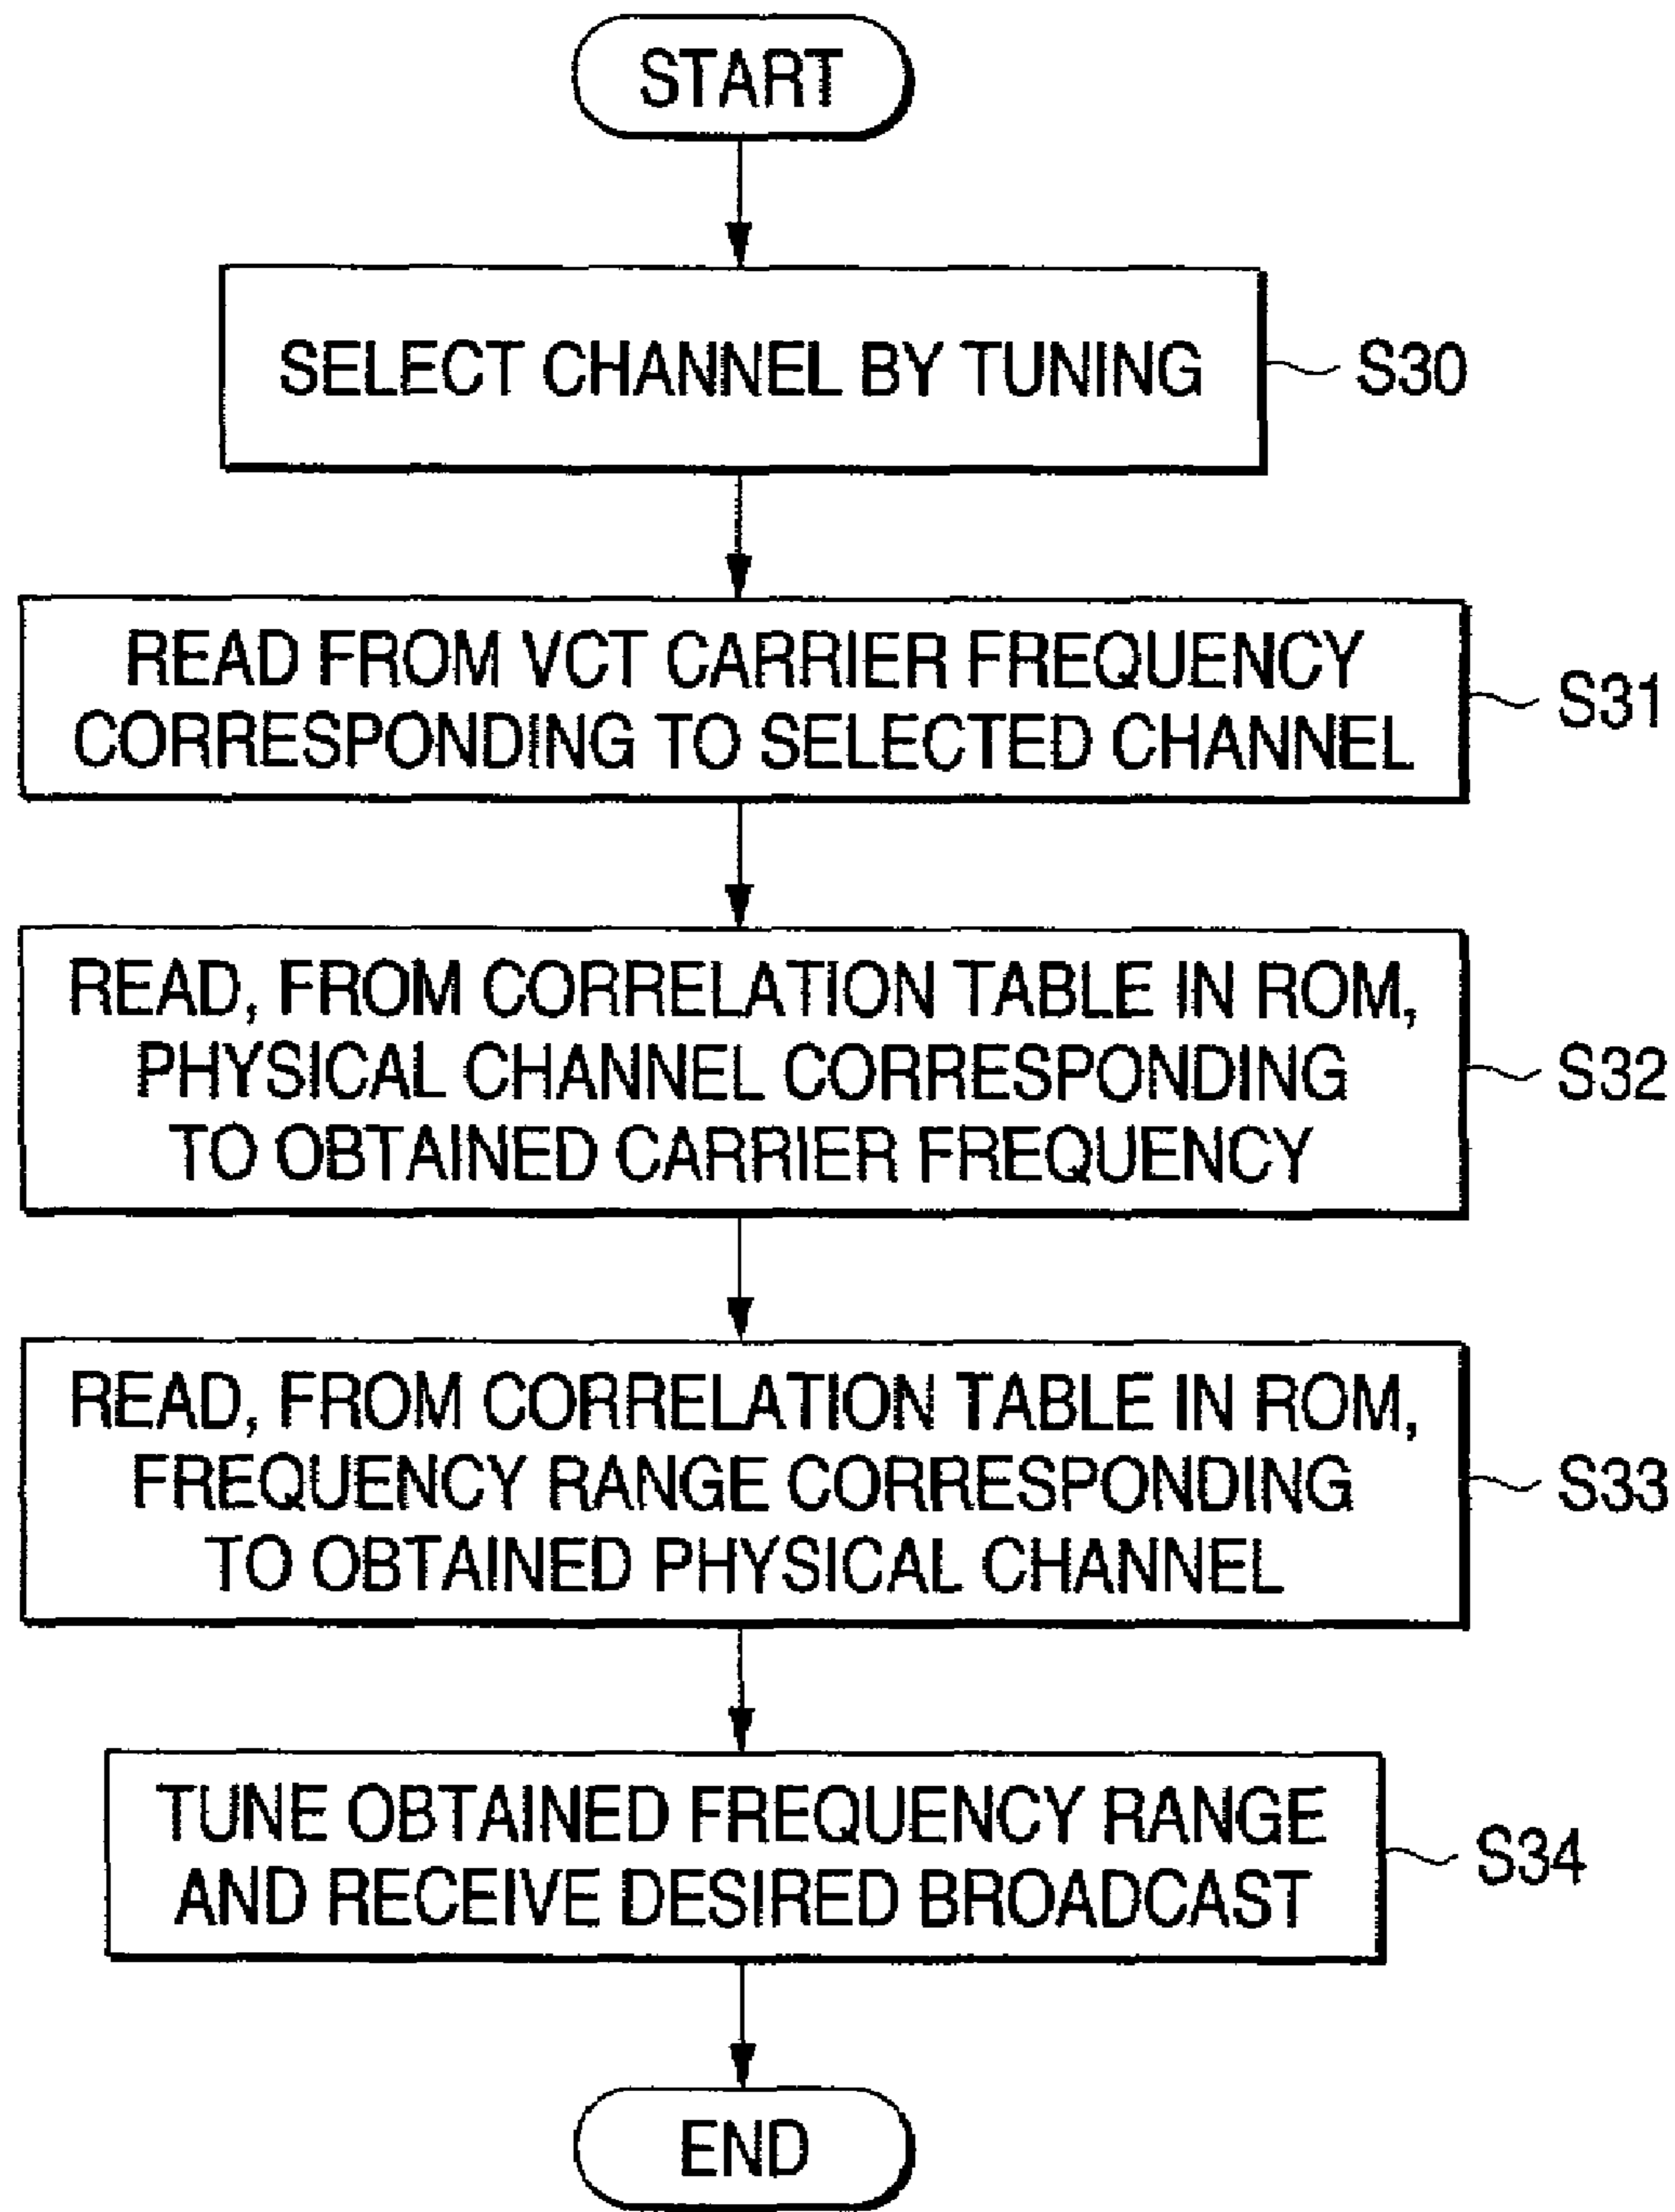 START
SELECT CHANNEL BY TUNING
S30
READ FROM VCT CARRIER FREQUENCY
CORRESPONDING TO SELECTED CHANNEL
S31
READ, FROM CORRELATION TABLE IN ROM,
PHYSICAL CHANNEL CORRESPONDING
TO OBTAINED CARRIER FREQUENCY
S32
READ, FROM CORRELATION TABLE IN ROM,
FREQUENCY RANGE CORRESPONDING
TO OBTAINED PHYSICAL CHANNEL
S33
TUNE OBTAINED FREQUENCY RANGE
AND RECEIVE DESIRED BROADCAST
S34
END